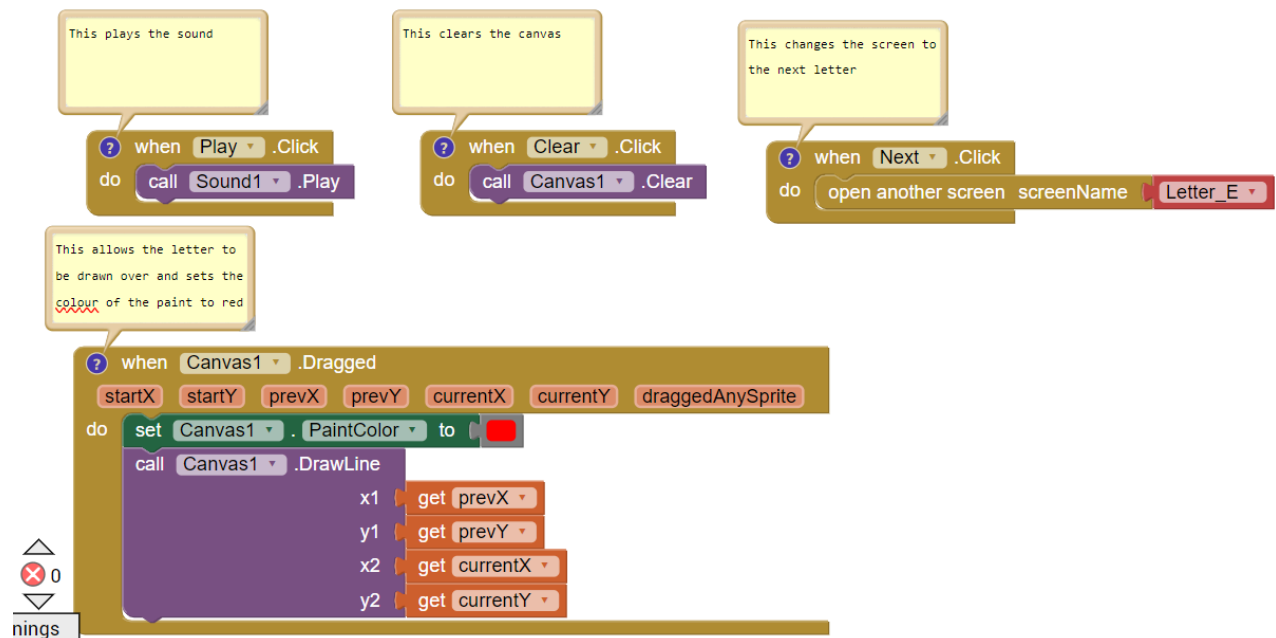 This plays the sound
This clears the canvas
This changes the screen to
the next letter
? when Play .Click
do call Sound1 .Play
? when Clear .Click
do call Canvas1 .Clear
? when Next .Click
do open another screen screenName Letter_E
This allows the letter to
be drawn over and sets the
colour of the paint to red
? when Canvas1 .Dragged
startX startY prevX prevY currentX currentY draggedAnySprite
do set Canvas1 . PaintColor to
call Canvas1 .DrawLine
x1 get prevX
y1 get prevY
x2 get currentX
y2 get currentY
0
nings